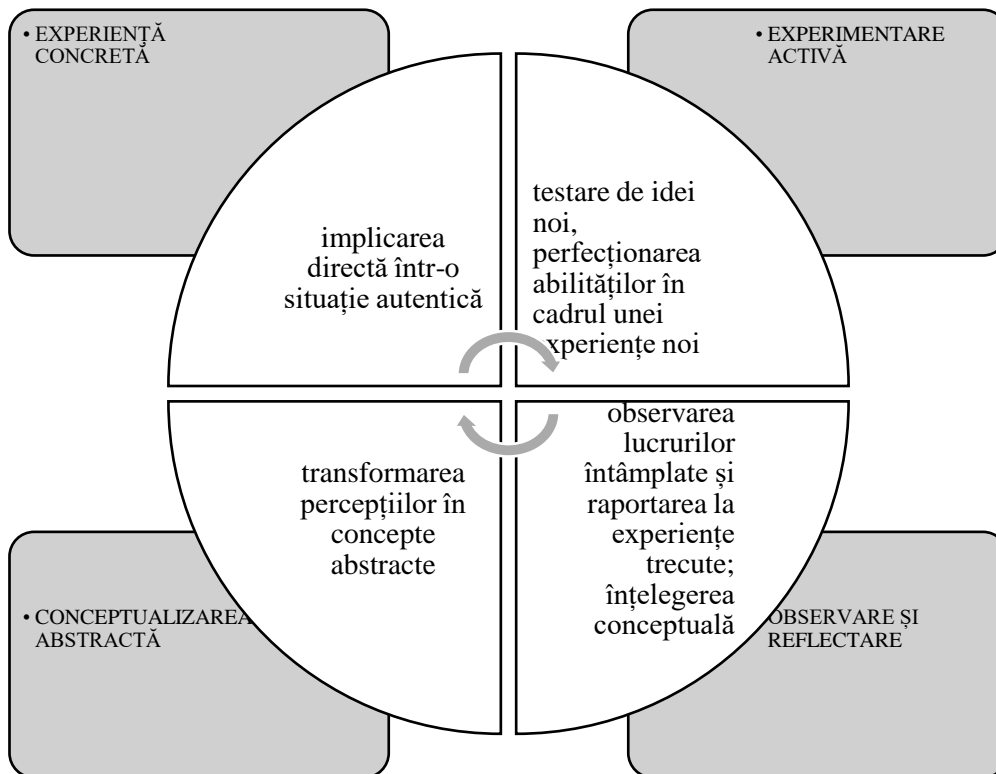 • EXPERIENȚĂ
CONCRETĂ
• EXPERIMENTARE
ACTIVĂ
implicarea
directă într-o
situație autentică
testare de idei
noi,
perfecționarea
abilităților în
cadrul unei
xperiențe noi
transformarea
percepțiilor în
concepte
abstracte
observarea
lucrurilor
întâmplate și
raportarea la
experiențe
trecute;
înțelegerea
conceptuală
• CONCEPTUALIZAREA
ABSTRACTĂ
OBSERVARE ȘI
REFLECTARE